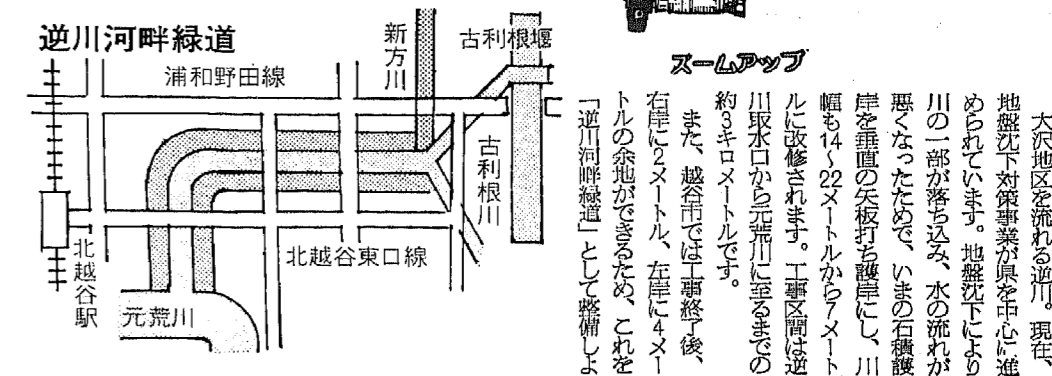 逆川河畔緑道
新方川
古利根堰
浦和野田線
古利根川
北越谷東口線
北越谷駅
元荒川
ズームアップ
大沢地区を流れる逆川。現在、
地盤沈下対策事業が県を中心に進
められています。地盤沈下により
川の一部が落ち込み、水の流れが
悪くなったためで、いまの石積護
岸を垂直の矢板打ち護岸にし、川
幅も14〜22メートルから7メート
ルに改修されます。工事区間は逆
川取水口から元荒川に至るまでの
約3キロメートルです。
また、越谷市では工事終了後、
右岸に2メートル、左岸に4メー
トルの余地ができるため、これを
「逆川河畔緑道」として整備しよ